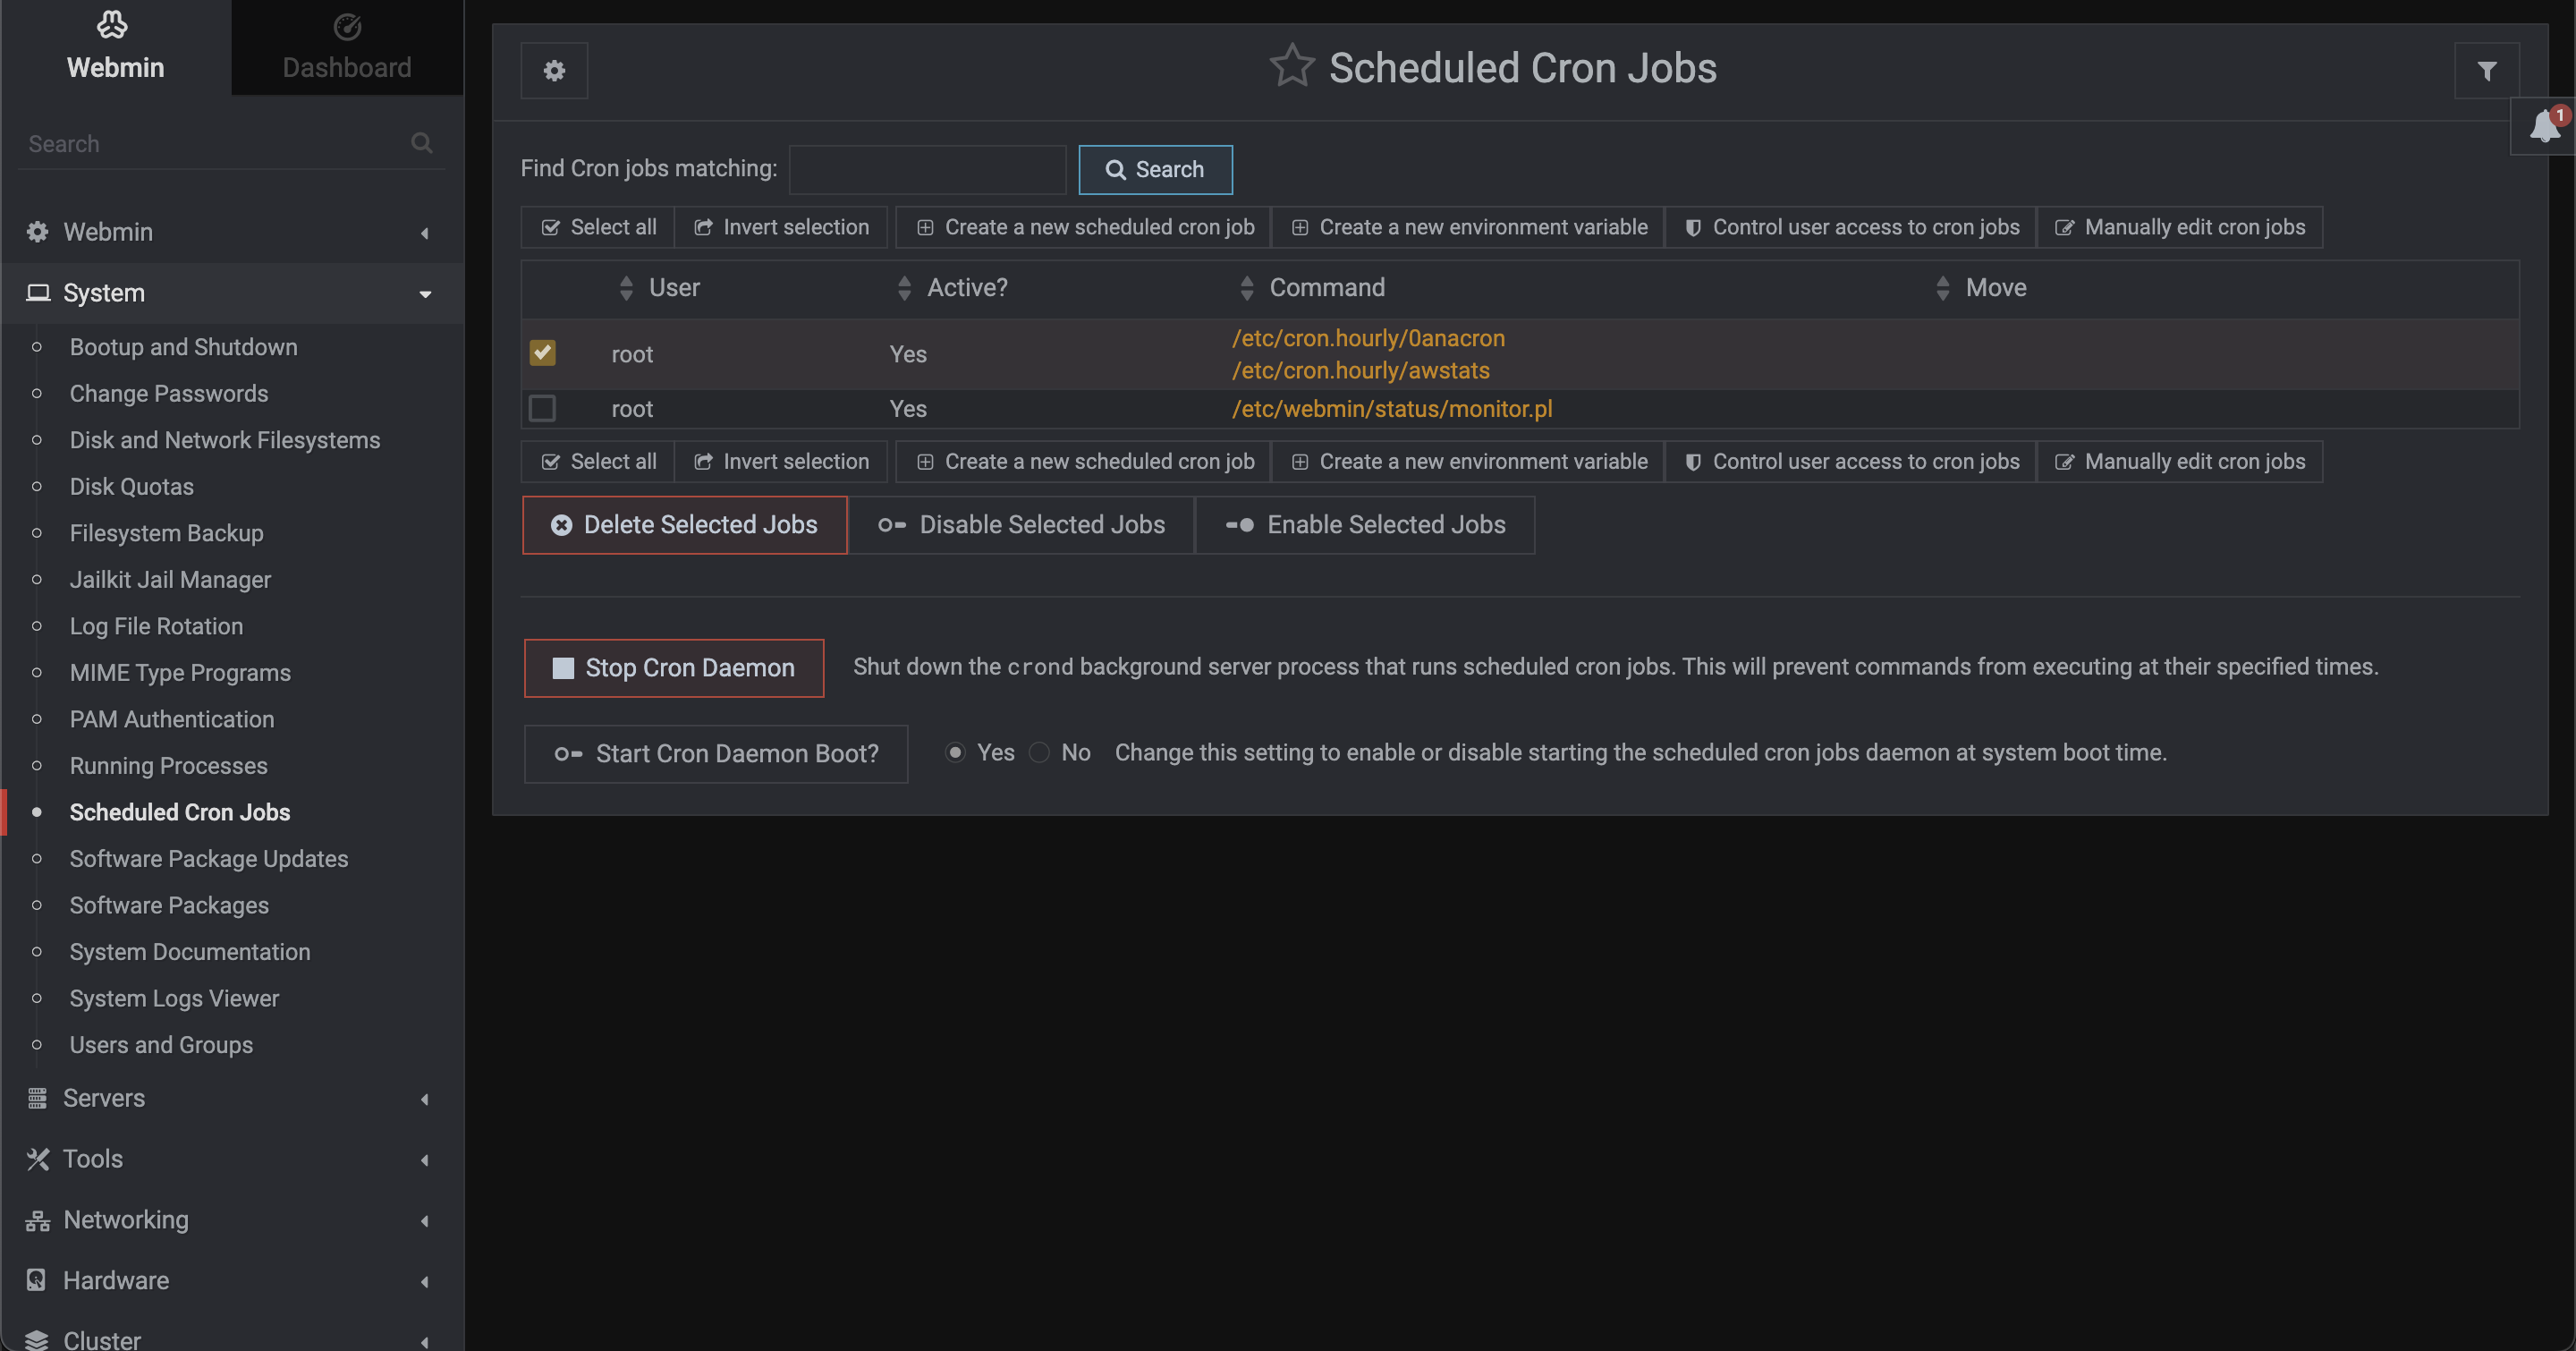 Webmin
Dashboard
Search
Webmin
System
Bootup and Shutdown
Change Passwords
Disk and Network Filesystems
Disk Quotas
Filesystem Backup
Jailkit Jail Manager
Log File Rotation
MIME Type Programs
PAM Authentication
Running Processes
Scheduled Cron Jobs
Software Package Updates
Software Packages
System Documentation
System Logs Viewer
Users and Groups
Servers
Tools
Networking
Hardware
Cluster
Scheduled Cron Jobs
1
Find Cron jobs matching: Search
Select all Invert selection Create a new scheduled cron job Create a new environment variable Control user access to cron jobs Manually edit cron jobs
User Active? Command Move
root Yes /etc/cron.hourly/0anacron
/etc/cron.hourly/awstats
root Yes /etc/webmin/status/monitor.pl
Select all Invert selection Create a new scheduled cron job Create a new environment variable Control user access to cron jobs Manually edit cron jobs
Delete Selected Jobs Disable Selected Jobs Enable Selected Jobs
Stop Cron Daemon Shut down the crond background server process that runs scheduled cron jobs. This will prevent commands from executing at their specified times.
Start Cron Daemon Boot? Yes No Change this setting to enable or disable starting the scheduled cron jobs daemon at system boot time.